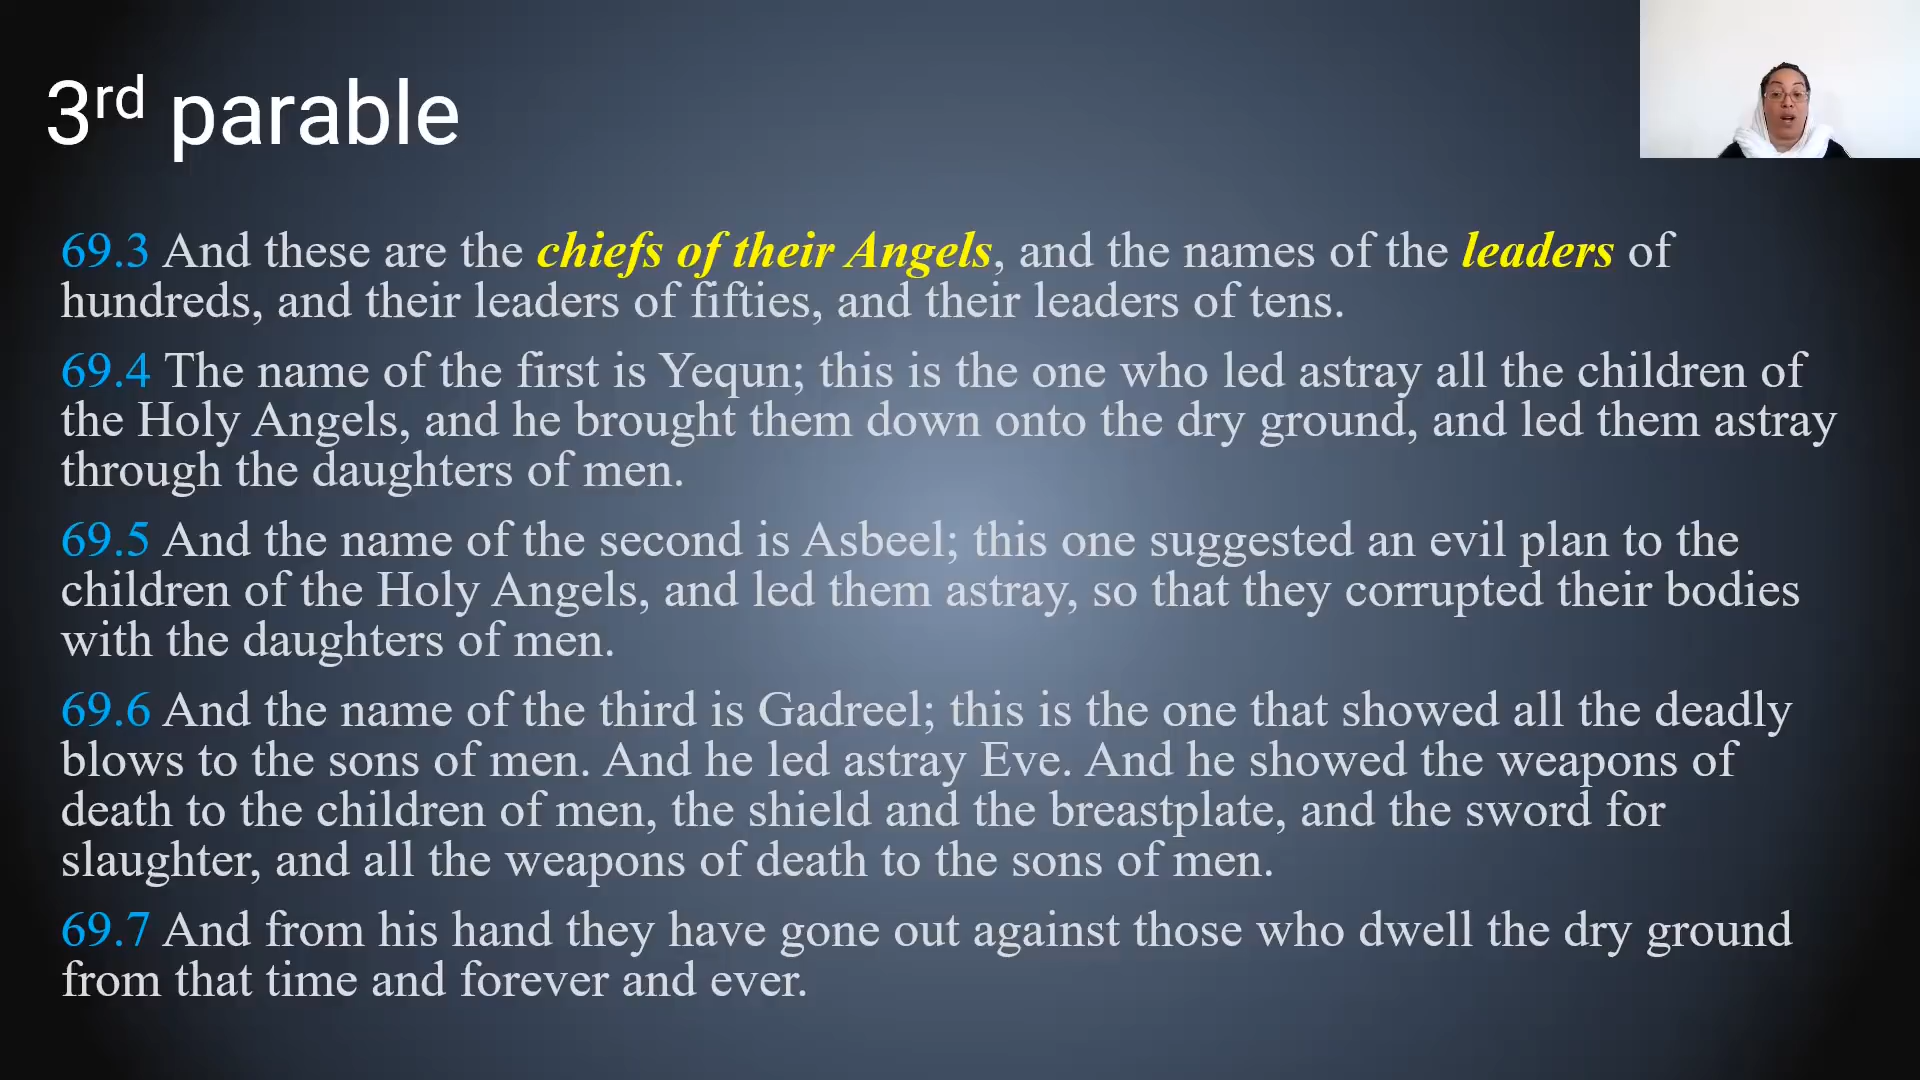 3rd parable
69.3 And these are the chiefs of their Angels, and the names of the leaders of
hundreds, and their leaders of fifties, and their leaders of tens.
69.4 The name of the first is Yequn; this is the one who led astray all the children of
the Holy Angels, and he brought them down onto the dry ground, and led them astray
through the daughters of men.
69.5 And the name of the second is Asbeel; this one suggested an evil plan to the
children of the Holy Angels, and led them astray, so that they corrupted their bodies
with the daughters of men.
69.6 And the name of the third is Gadreel; this is the one that showed all the deadly
blows to the sons of men. And he led astray Eve. And he showed the weapons of
death to the children of men, the shield and the breastplate, and the sword for
slaughter, and all the weapons of death to the sons of men.
69.7 And from his hand they have gone out against those who dwell the dry ground
from that time and forever and ever.